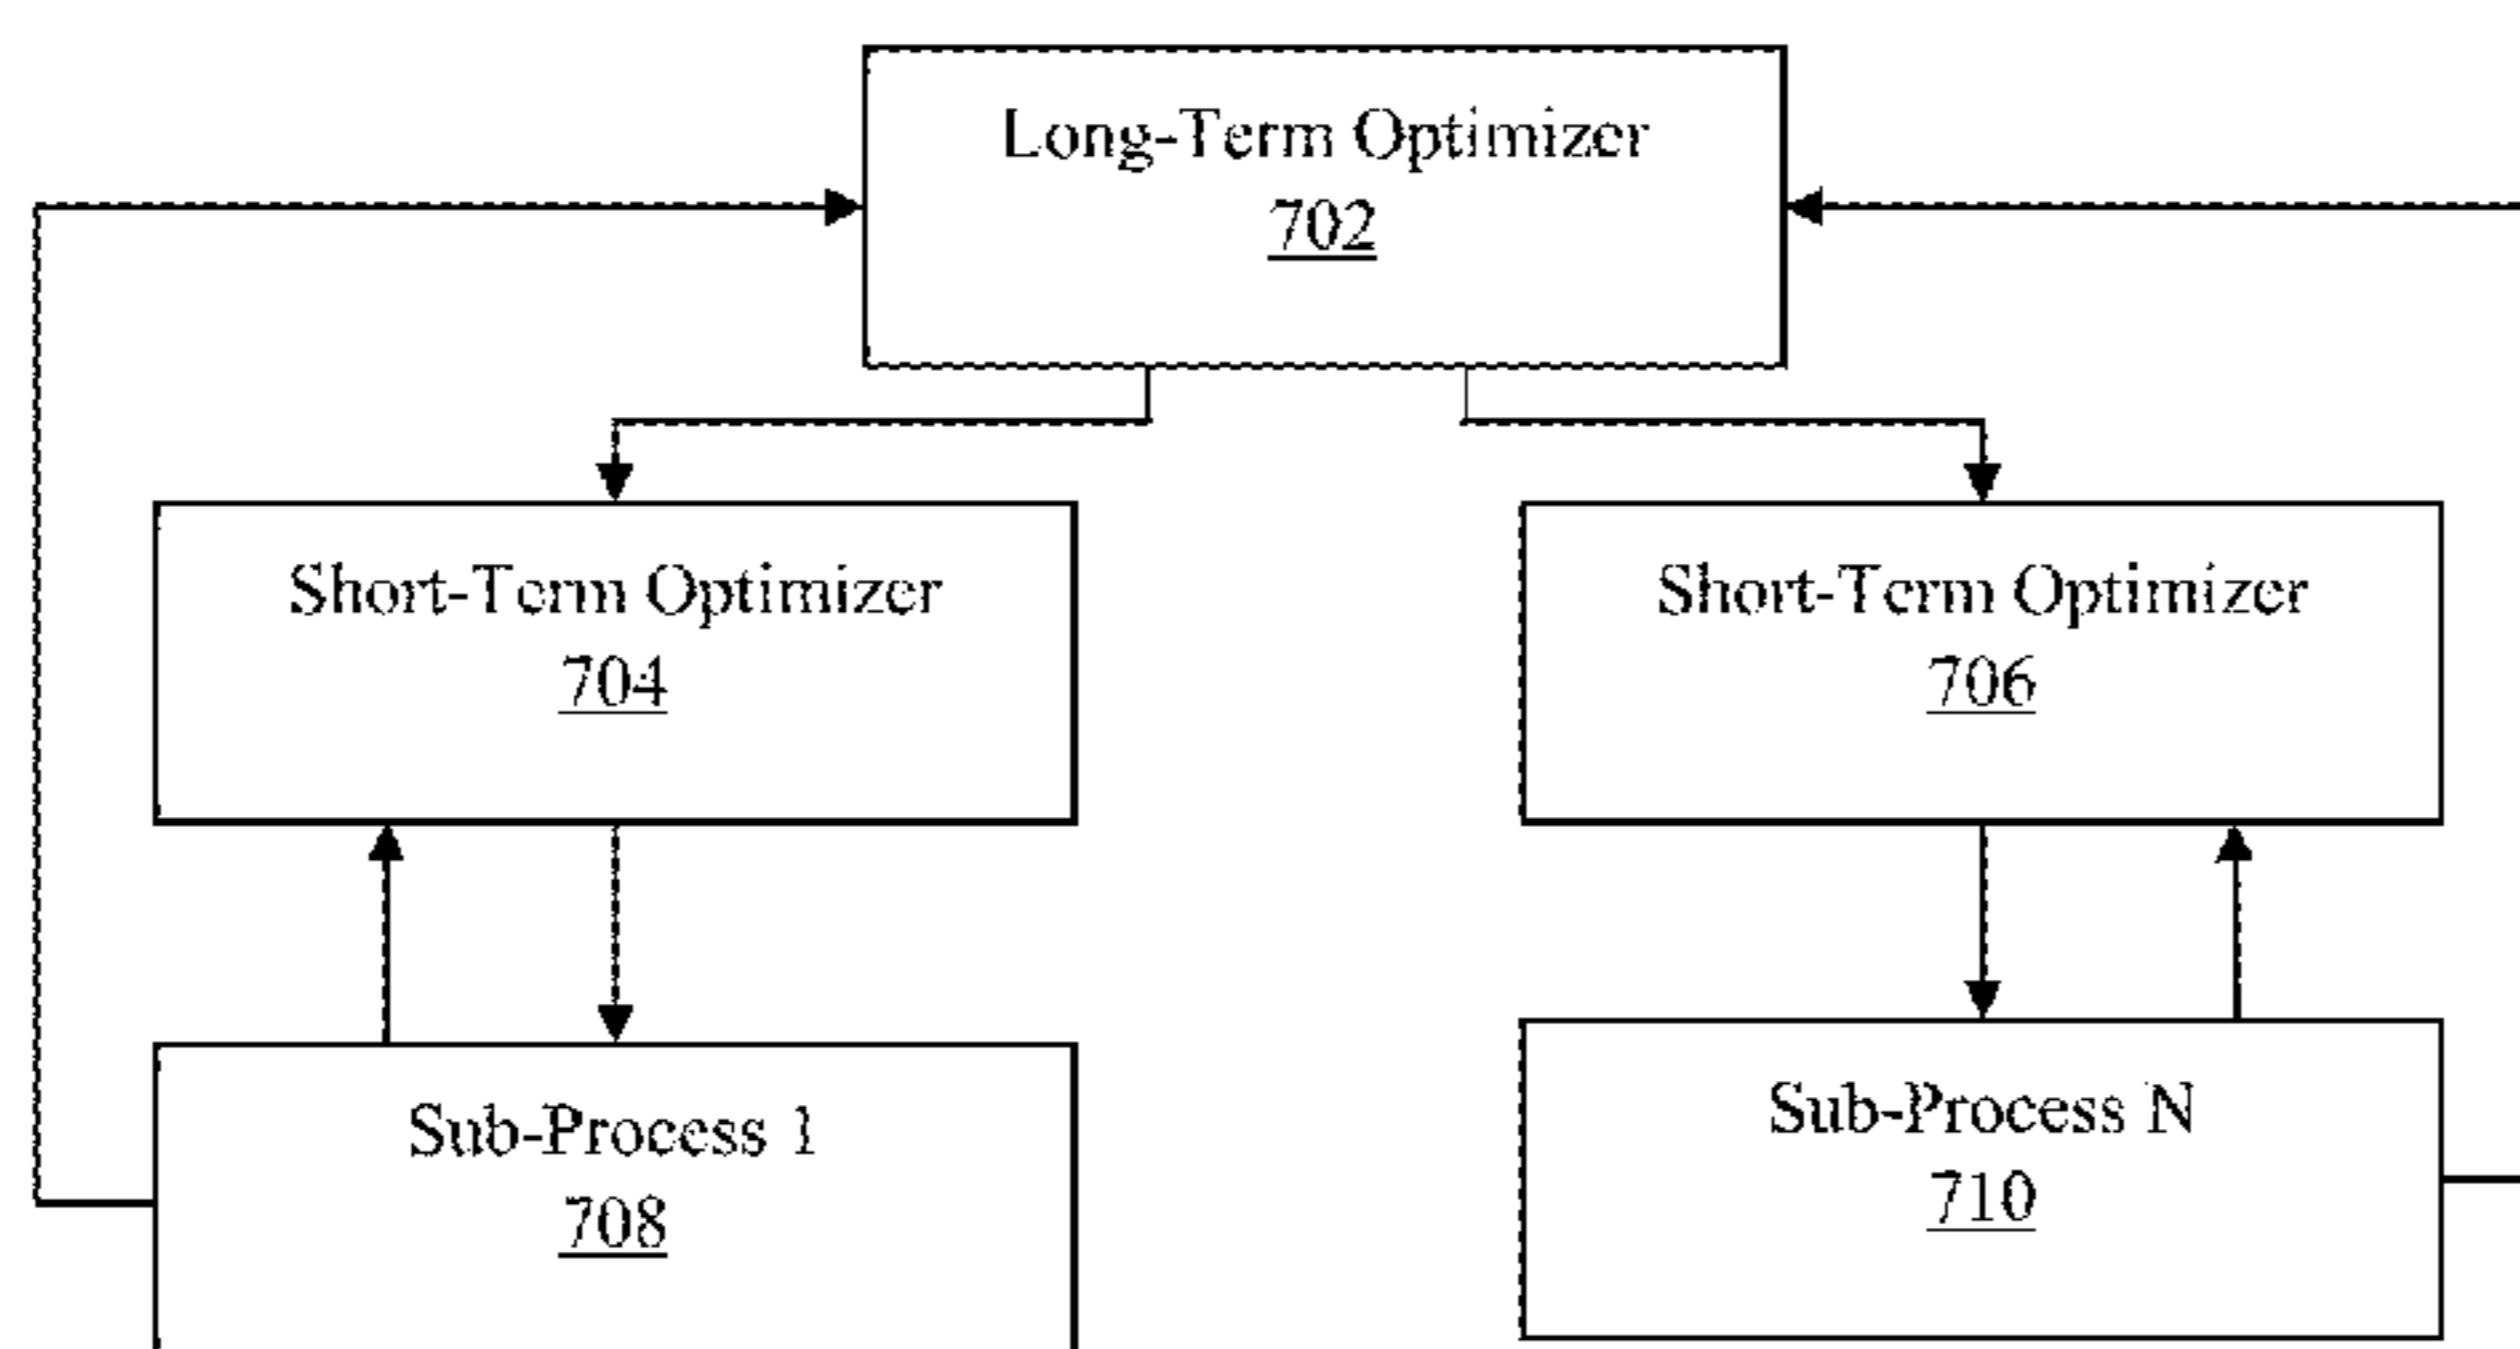 Long-Term Optimizer
702
Short-Term Optimizer
704
Short-Term Optimizer
706
Sub-Process 1
708
Sub-Process N
710